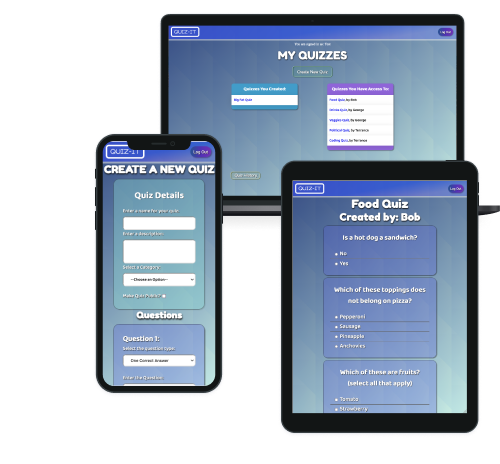 QUIZ-IT
Log Out
You are signed in as: Tom
MY QUIZZES
Create New Quiz
Quizzes You Created:
Big Fat Quiz
Quizzes You Have Access To:
Food Quiz, by Bob
by George
Veggies Quiz, by George
Political Quiz, by Terrance
Coding Quiz, by Terrance
QUIZ-IT
Log Out
CREATE A NEW QUIZ
Quiz Details
Enter a name for your quiz:
Enter a description:
Select a Category:
--Choose an Option--
Make Quiz Public?
Questions
Question 1:
Select the question type:
One Correct Answer
Enter the Question:
QUIZ-IT
Log Out
Food Quiz
Created by: Bob
Is a hot dog a sandwich?
No
Yes
Which of these toppings does
not belong on pizza?
Pepperoni
Sausage
Pineapple
Anchovies
Which of these are fruits?
(select all that apply)
Tomato
Strawberry